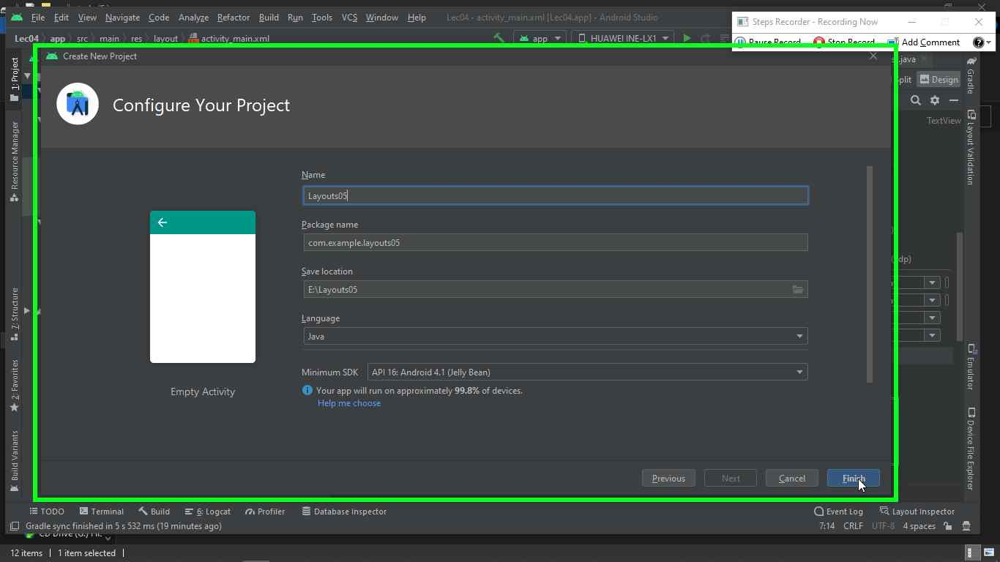 File Edit View Navigate Code Analyze Refactor Build Run Tools VCS Window Help Lec04 - activity_main.xml [Lec04.app] - Android Studio
Steps Recorder - Recording Now
Lec04 app src main res layout activity_main.xml app HUAWEI INE-LX1
Pause Record Stop Record Add Comment
Create New Project
.java
Split Design
Configure Your Project
TextView
Name
Layouts05
Package name
com.example.layouts05
Save location
E:\Layouts05
Language
Java
Minimum SDK API 16: Android 4.1 (Jelly Bean)
Your app will run on approximately 99.8% of devices.
Help me choose
Empty Activity
Previous Next Cancel Finish
1: Project
Resource Manager
7: Structure
2: Favorites
Build Variants
Gradle
Layout Validation
Emulator
Device File Explorer
TODO Terminal Build 6: Logcat Profiler Database Inspector Event Log Layout Inspector
Gradle sync finished in 5 s 532 ms (19 minutes ago) 7:14 CRLF UTF-8 4 spaces
12 items 1 item selected